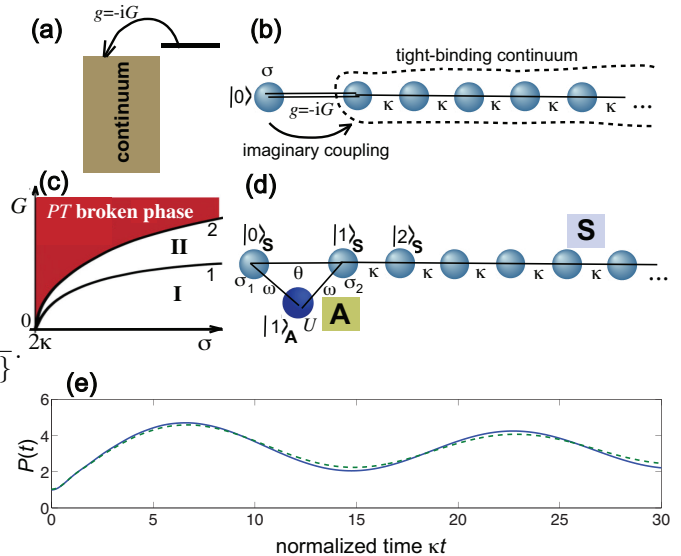 (a)
g=-iG
continuum
(b)
tight-binding continuum
σ
|0⟩
g=-iG
κ κ κ κ κ ...
imaginary coupling
(c)
G
PT broken phase
2
II
1
I
0
2κ
σ
(d)
|0⟩S |1⟩S |2⟩S
S
θ
κ κ κ κ κ ...
σ1 ω ω σ2
|1⟩A U
A
}.
(e)
P(t)
6
4
2
0
0 5 10 15 20 25 30
normalized time κt